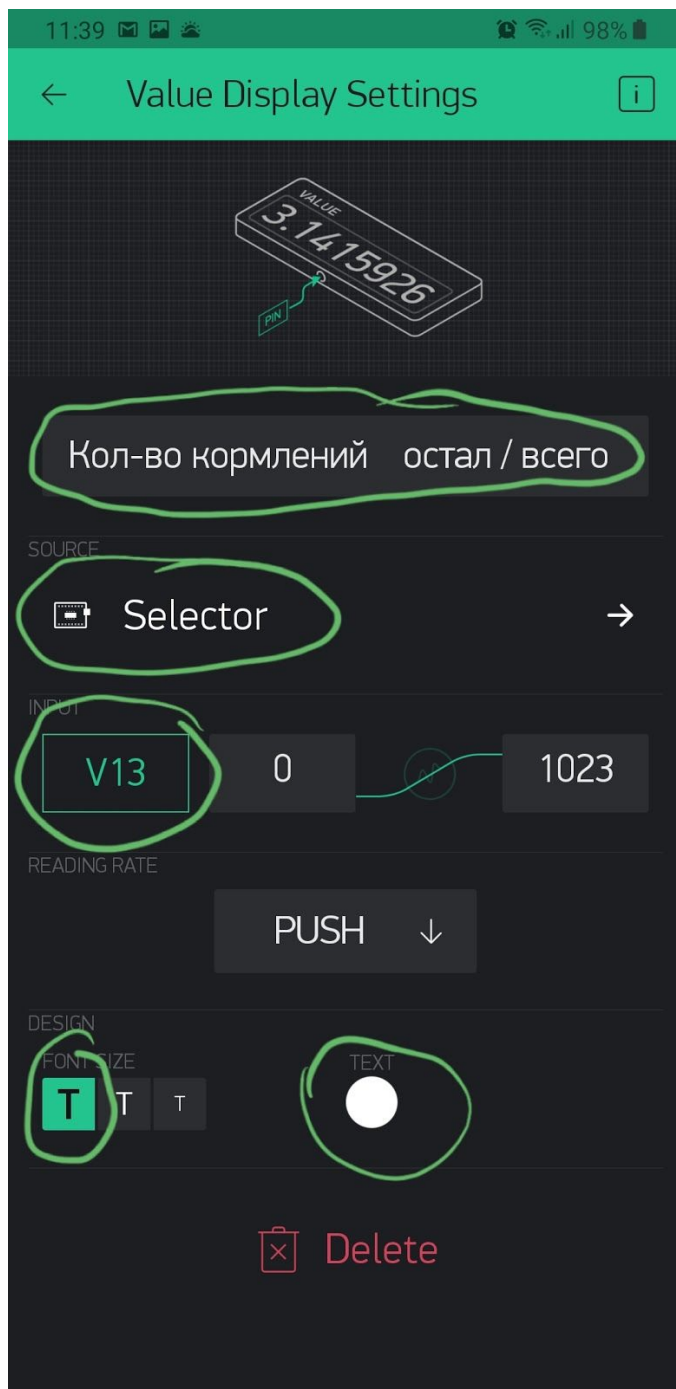 11:39 98%
Value Display Settings i
VALUE
3.1415926
PIN
Кол-во кормлений остал / всего
SOURCE
Selector
INPUT
V13 0 1023
READING RATE
PUSH
DESIGN
FONT SIZE TEXT
T T T
Delete